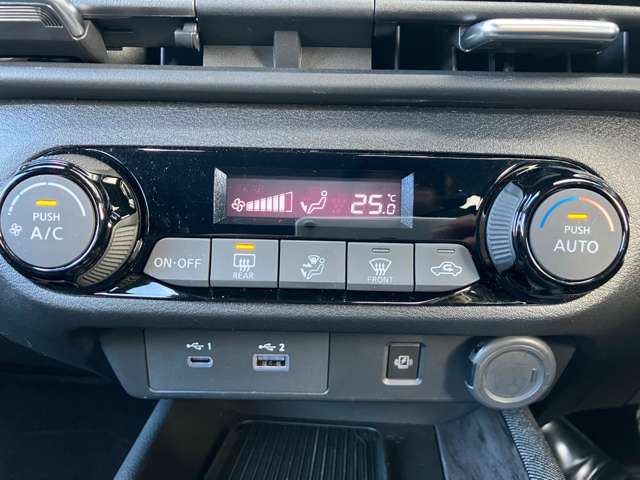 25.0°C
PUSH
A/C
PUSH
AUTO
ON·OFF
REAR
FRONT
1
2